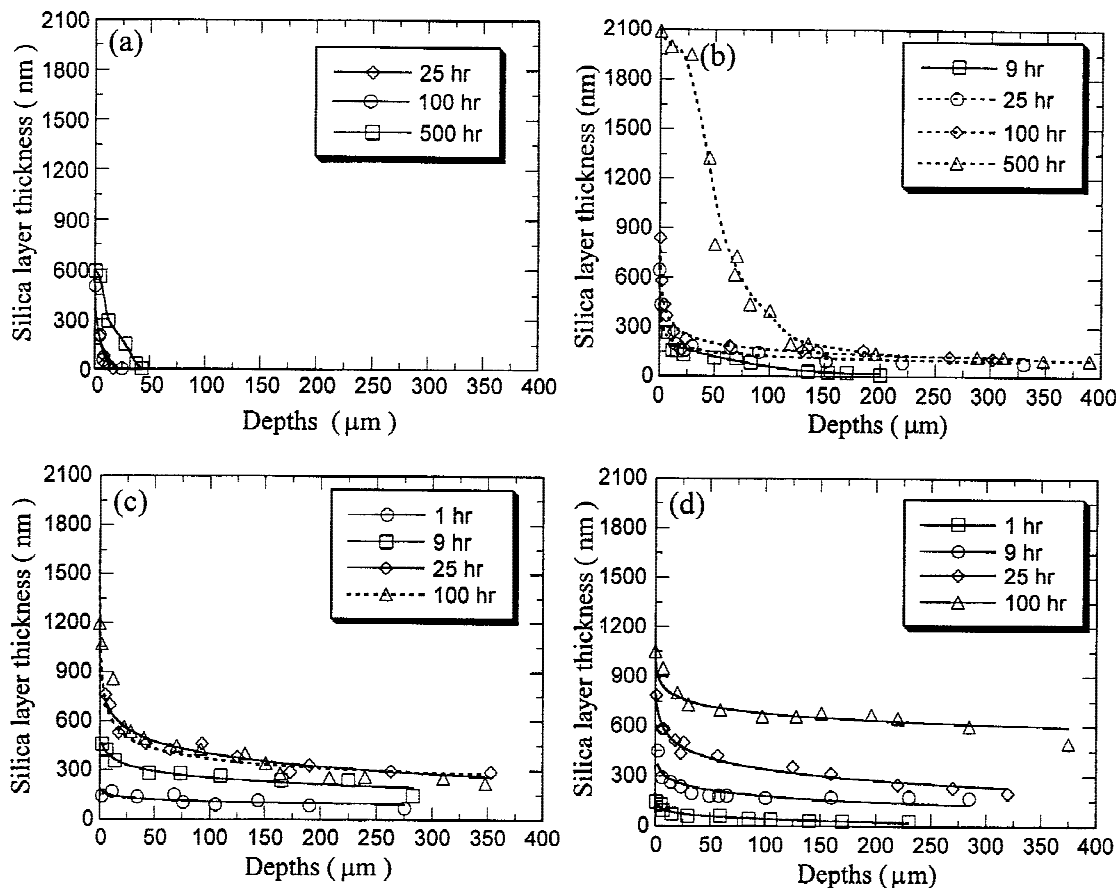 (a)
2100
1800
1500
1200
900
600
300
0
Silica layer thickness ( nm )
25 hr
100 hr
500 hr
0 50 100 150 200 250 300 350 400
Depths ( μm )
(b)
2100
1800
1500
1200
900
600
300
0
Silica layer thickness (nm)
9 hr
25 hr
100 hr
500 hr
0 50 100 150 200 250 300 350 400
Depths ( μm)
(c)
2100
1800
1500
1200
900
600
300
0
Silica layer thickness ( nm )
1 hr
9 hr
25 hr
100 hr
0 50 100 150 200 250 300 350 400
Depths ( μm)
(d)
2100
1800
1500
1200
900
600
300
0
Silica layer thickness ( nm )
1 hr
9 hr
25 hr
100 hr
0 50 100 150 200 250 300 350 400
Depths ( μm)